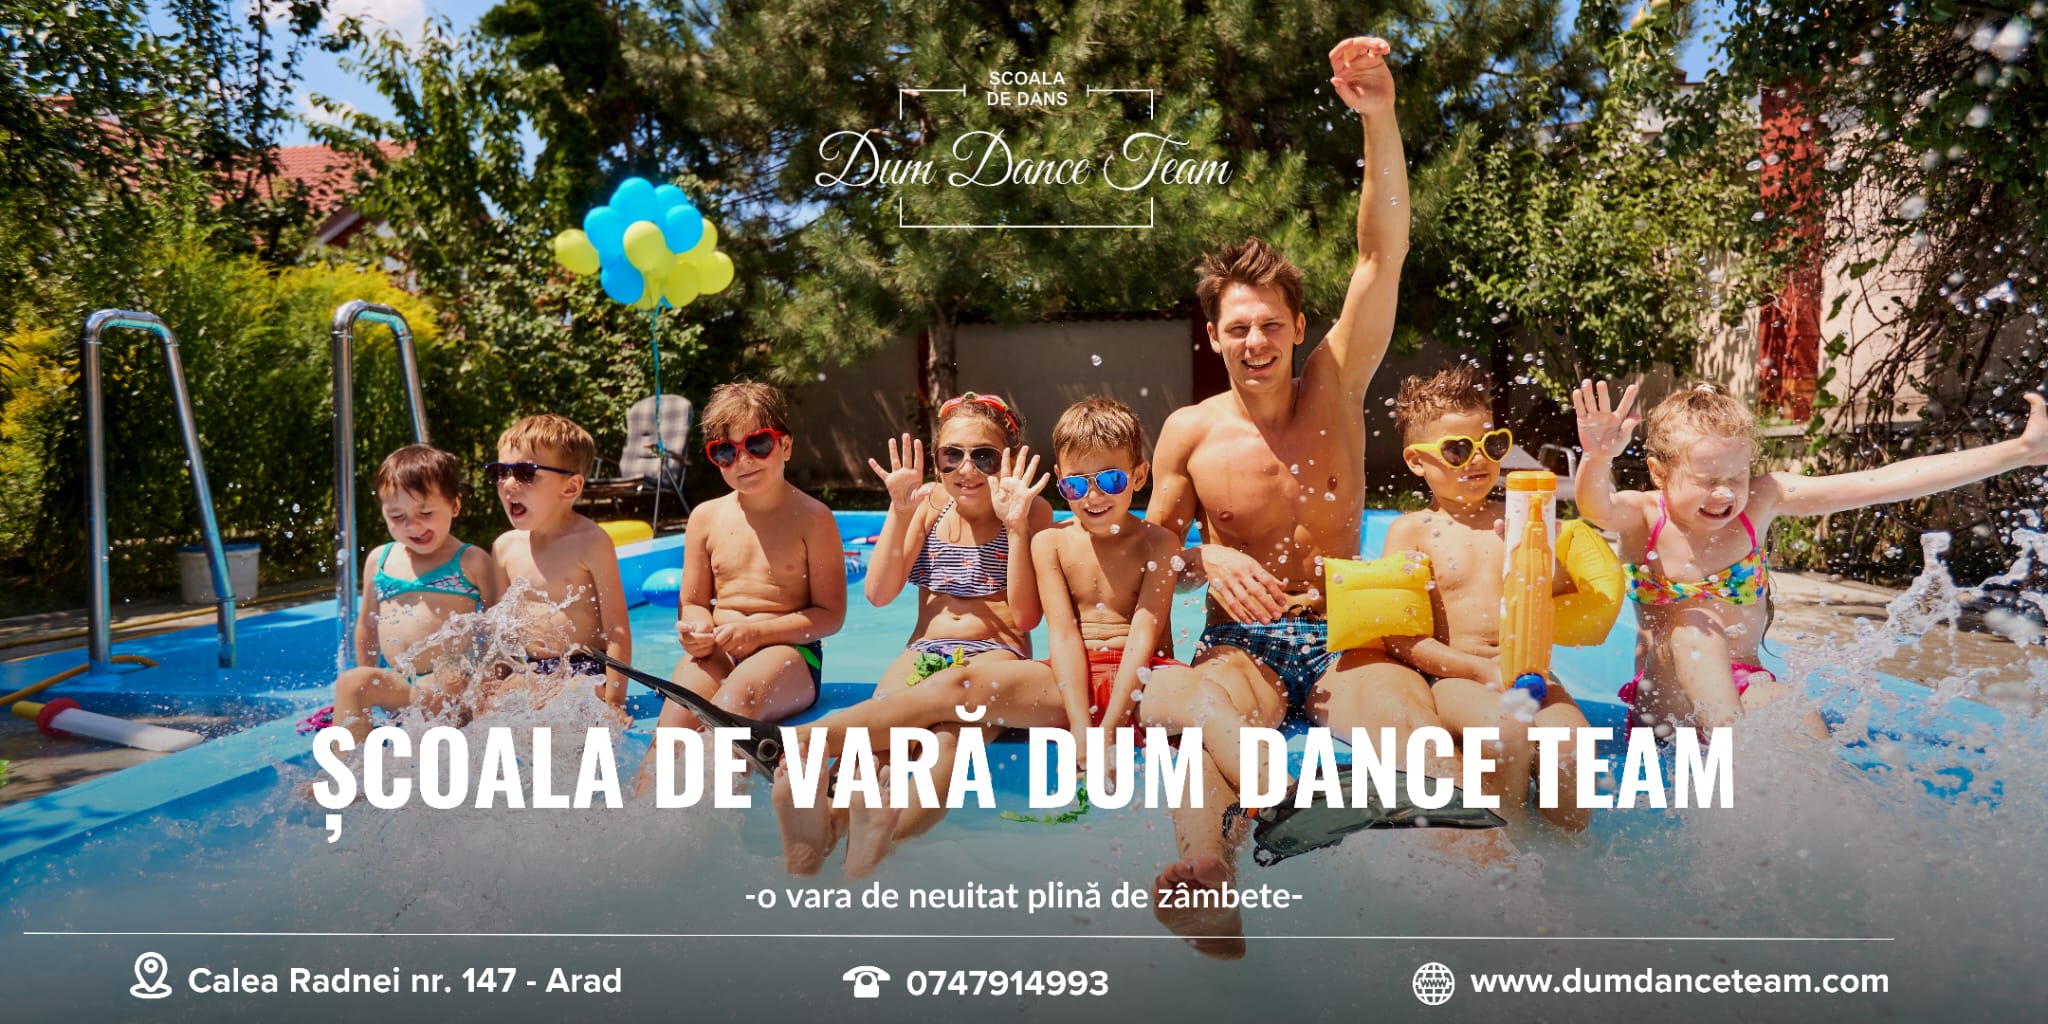 ȘCOALA
DE DANS
Dum Dance Team
ȘCOALA DE VARĂ DUM DANCE TEAM
-o vara de neuitat plină de zâmbete-
Calea Radnei nr. 147 - Arad
0747914993
www.dumdanceteam.com